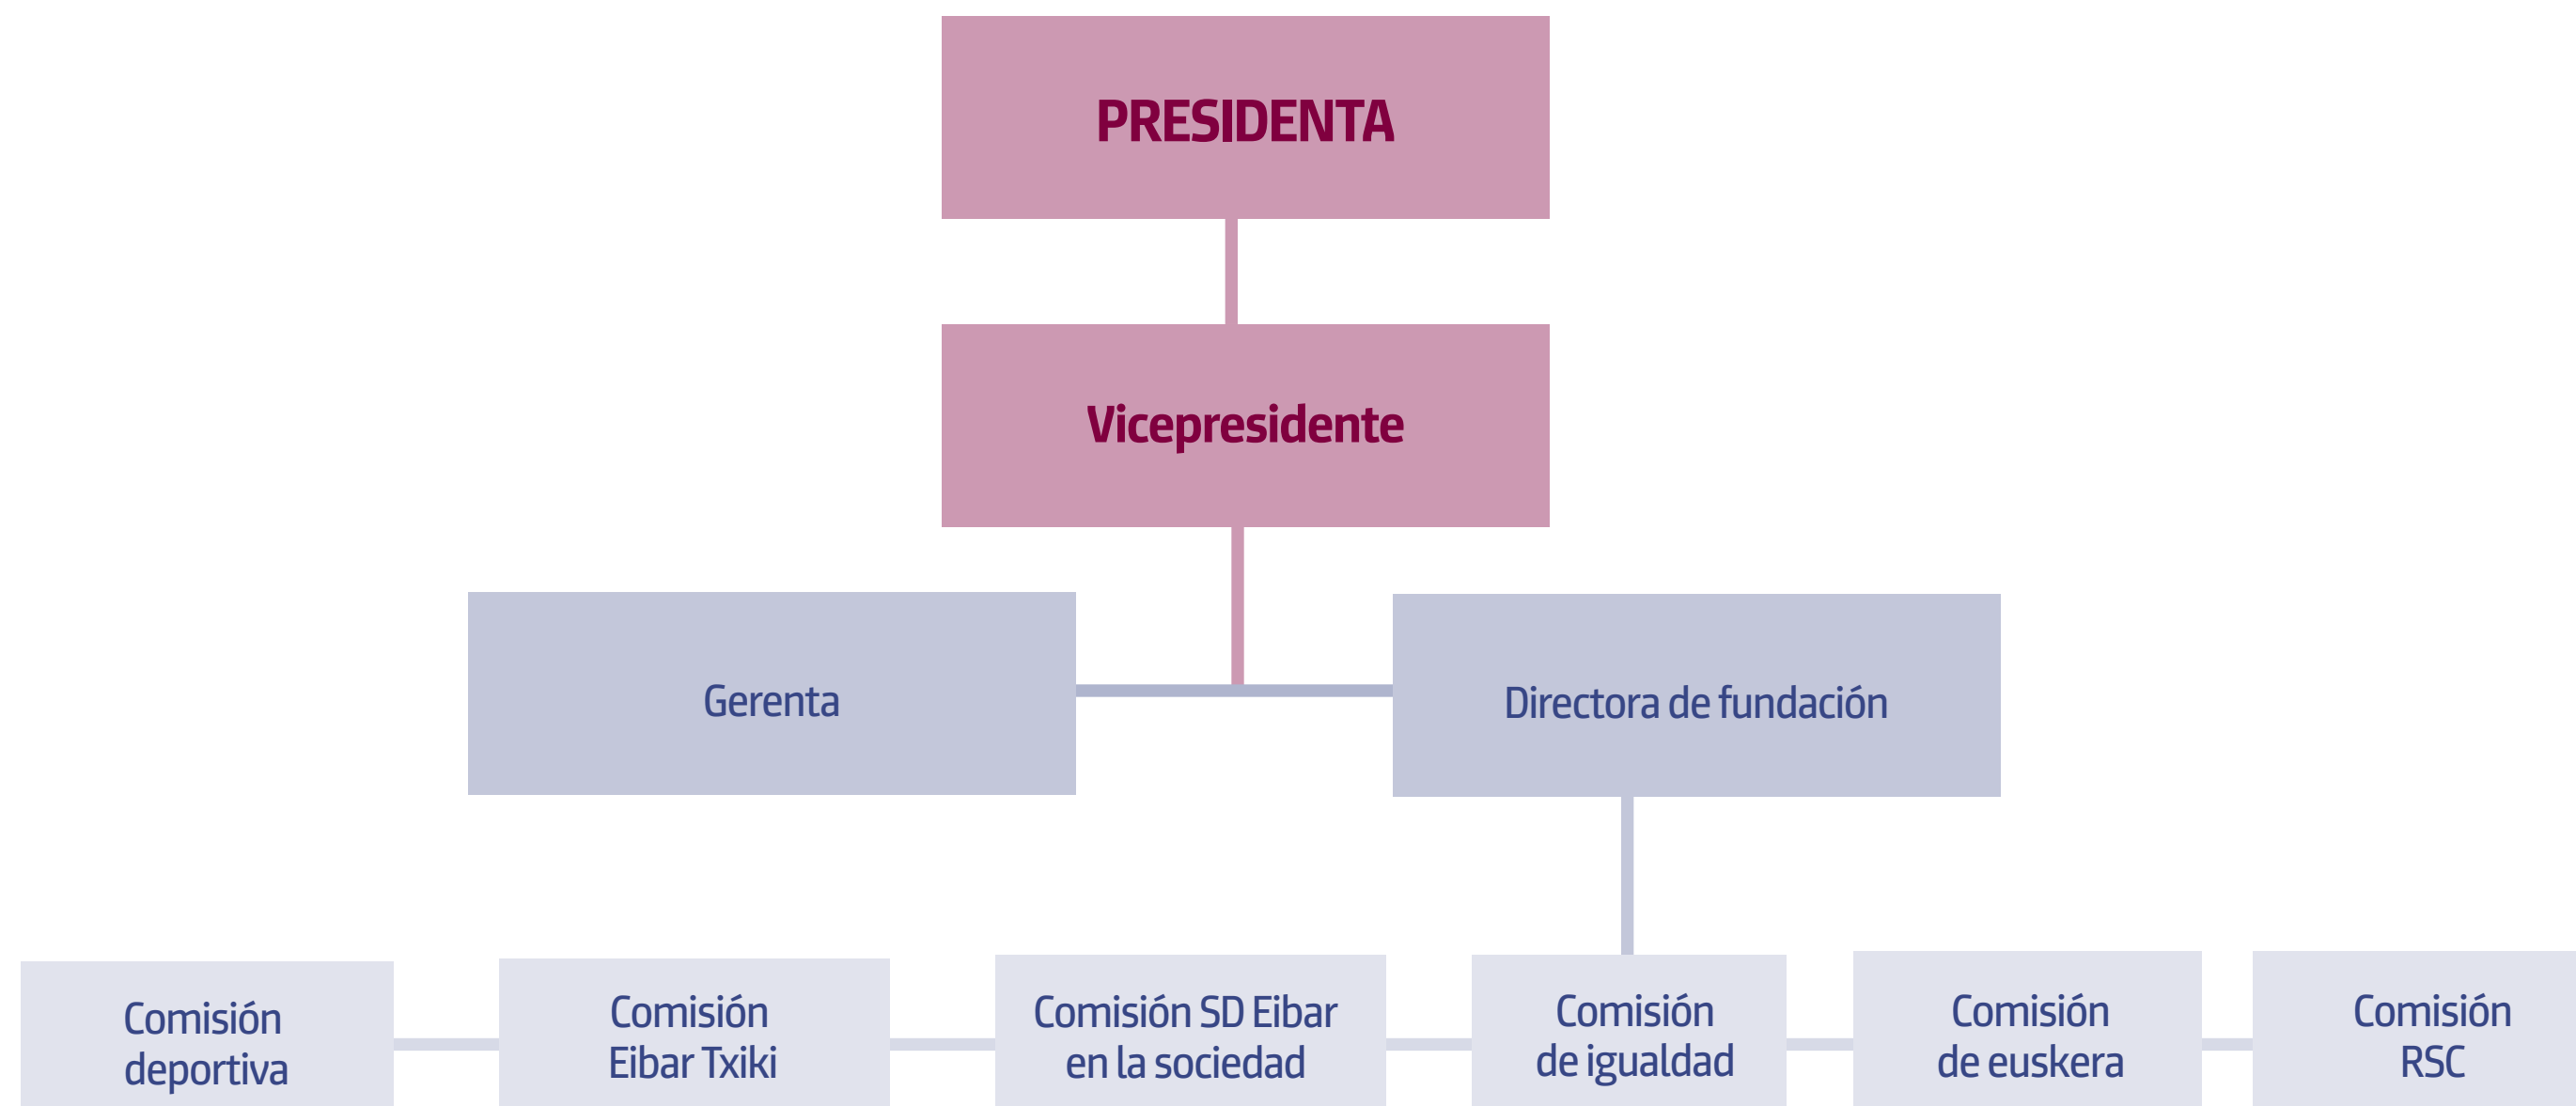 PRESIDENTA
Vicepresidente
Gerenta
Directora de fundación
Comisión
deportiva
Comisión
Eibar Txiki
Comisión SD Eibar
en la sociedad
Comisión
de igualdad
Comisión
de euskera
Comisión
RSC